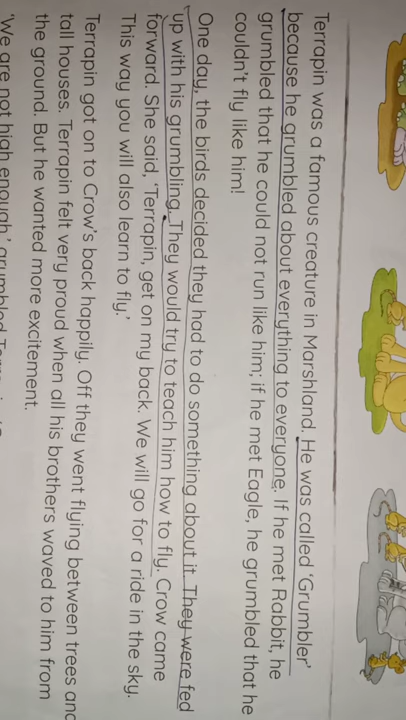 Terrapin was a famous creature in Marshland. He was called 'Grumbler'
because he grumbled about everything to everyone. If he met Rabbit, he
grumbled that he could not run like him; if he met Eagle, he grumbled that he
couldn't fly like him!
One day, the birds decided they had to do something about it. They were fed
up with his grumbling. They would try to teach him how to fly. Crow came
forward. She said, 'Terrapin, get on my back. We will go for a ride in the sky.
This way you will also learn to fly.'
Terrapin got on to Crow's back happily. Off they went flying between trees and
tall houses. Terrapin felt very proud when all his brothers waved to him from
the ground. But he wanted more excitement.
'We are not high enough,' grumbled